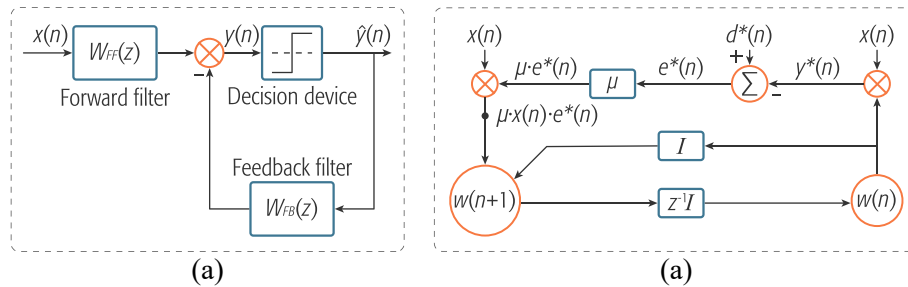 x(n)
W_FF(z)
y(n)
ŷ(n)
-
Forward filter
Decision device
Feedback filter
W_FB(z)
(a)
x(n)
d*(n)
x(n)
+
μ·e*(n)
μ
e*(n)
Σ
y*(n)
-
μ·x(n)·e*(n)
I
w(n+1)
z⁻¹I
w(n)
(a)